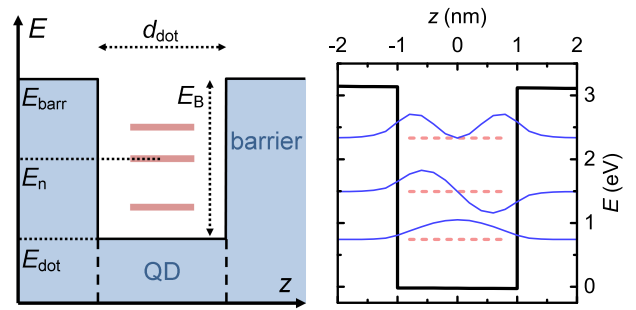 E
d_dot
E_barr
E_B
E_n
barrier
E_dot
QD
z
z (nm)
-2 -1 0 1 2
3
2
1
0
E (eV)